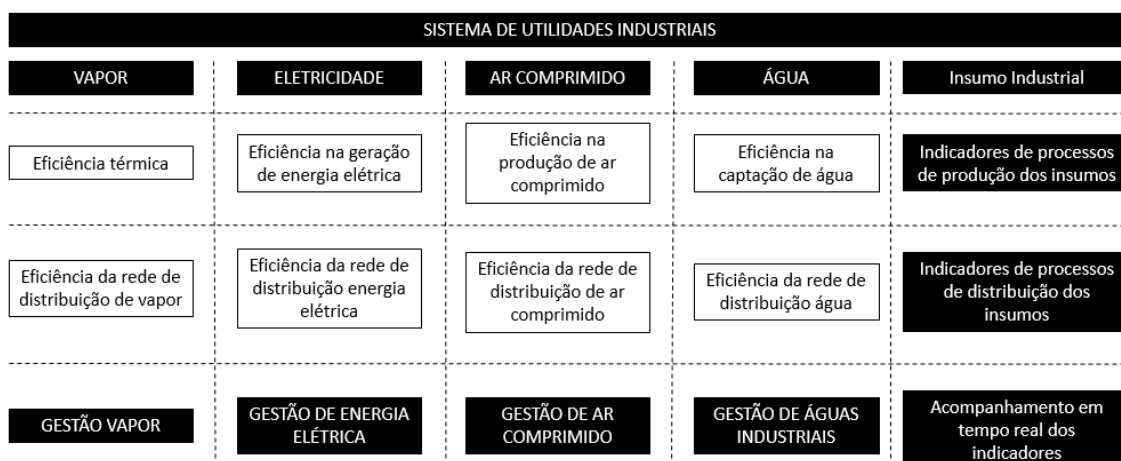 SISTEMA DE UTILIDADES INDUSTRIAIS
VAPOR
ELETRICIDADE
AR COMPRIMIDO
ÁGUA
Insumo Industrial
Eficiência térmica
Eficiência na geração
de energia elétrica
Eficiência na
produção de ar
comprimido
Eficiência na
captação de água
Indicadores de processos
de produção dos insumos
Eficiência da rede de
distribuição de vapor
Eficiência da rede de
distribuição energia
elétrica
Eficiência da rede de
distribuição de ar
comprimido
Eficiência da rede de
distribuição água
Indicadores de processos
de distribuição dos
insumos
GESTÃO VAPOR
GESTÃO DE ENERGIA
ELÉTRICA
GESTÃO DE AR
COMPRIMIDO
GESTÃO DE ÁGUAS
INDUSTRIAIS
Acompanhamento em
tempo real dos
indicadores